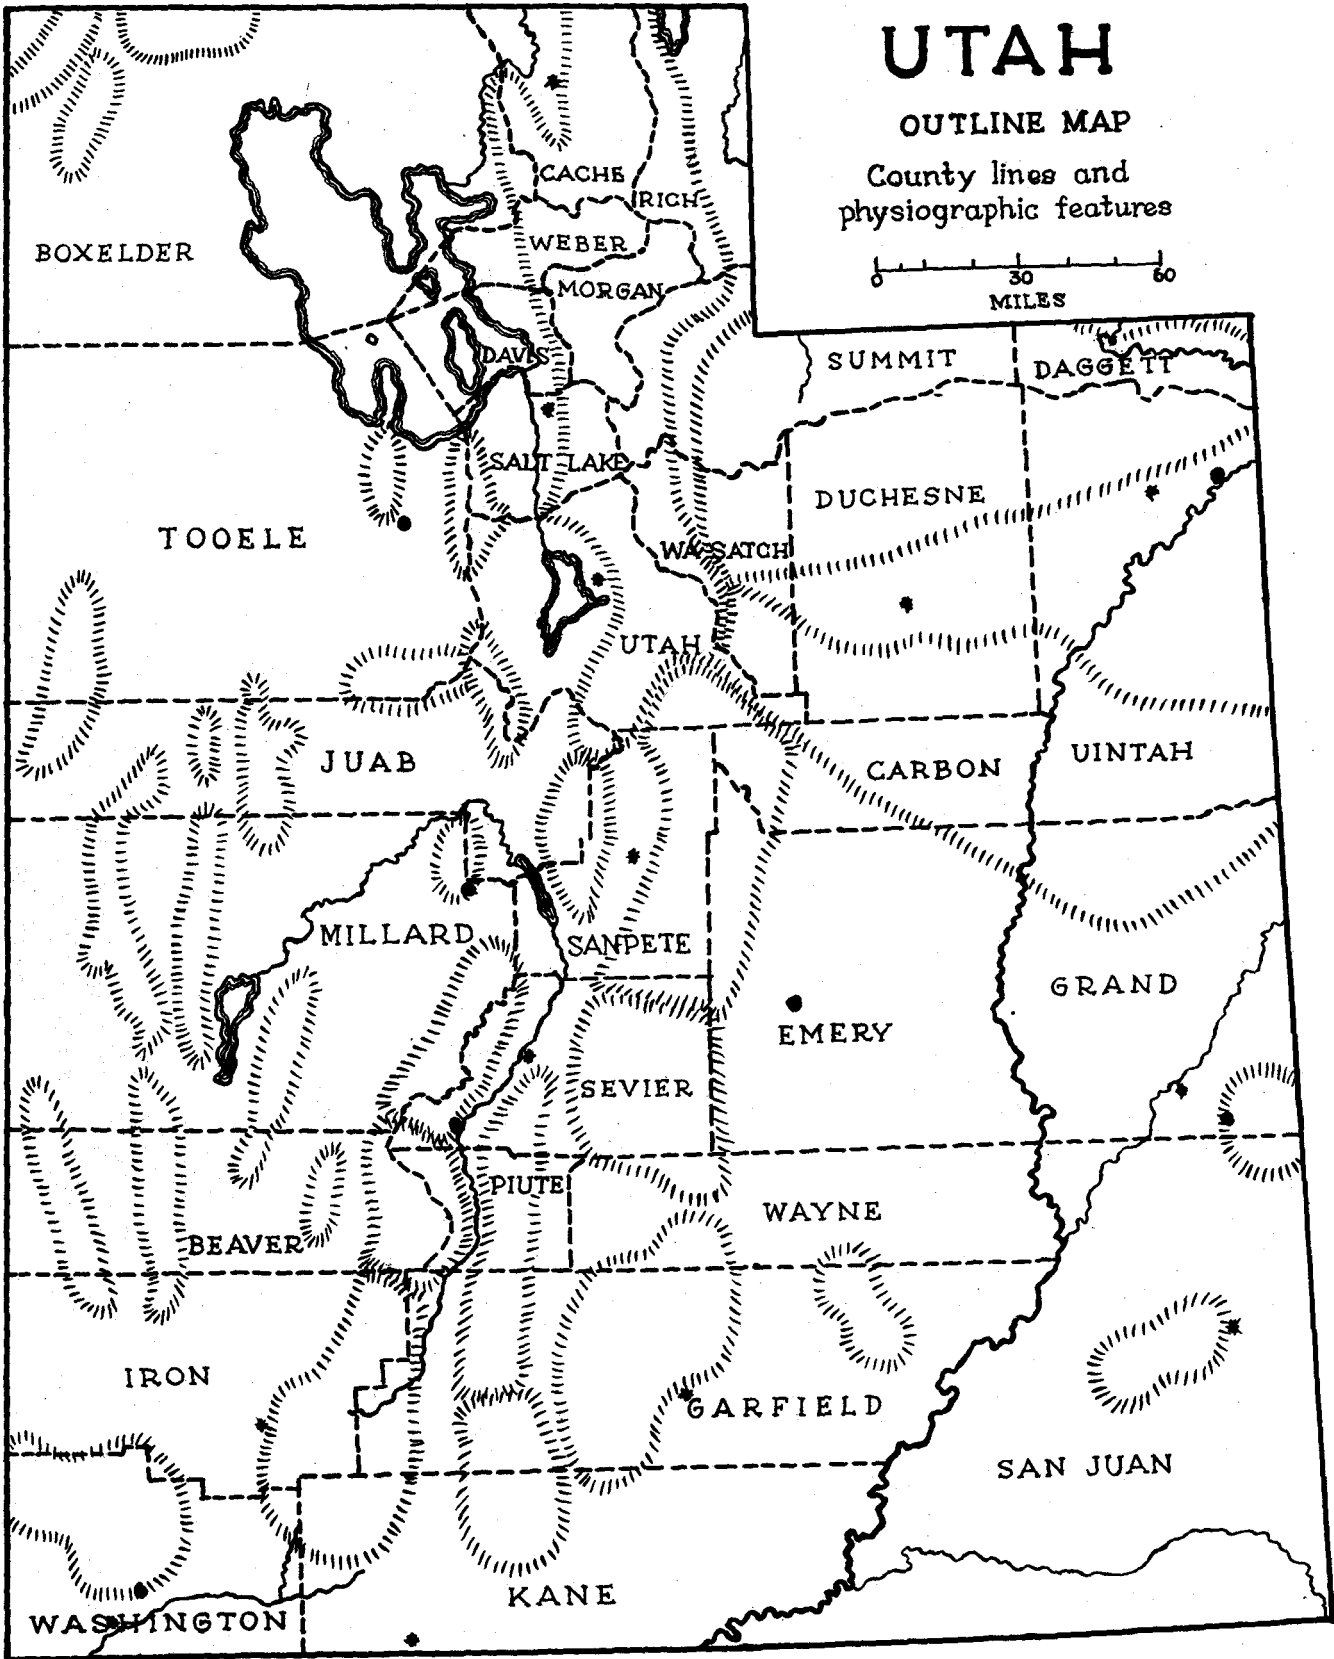 UTAH
OUTLINE MAP
County lines and
physiographic features
0 30 60
MILES
CACHE
RICH
BOXELDER
WEBER
MORGAN
DAVIS
SUMMIT
DAGGETT
SALT LAKE
DUCHESNE
TOOELE
WASATCH
UTAH
JUAB
CARBON
UINTAH
MILLARD
SANPETE
GRAND
EMERY
SEVIER
PIUTE
WAYNE
BEAVER
IRON
GARFIELD
SAN JUAN
KANE
WASHINGTON